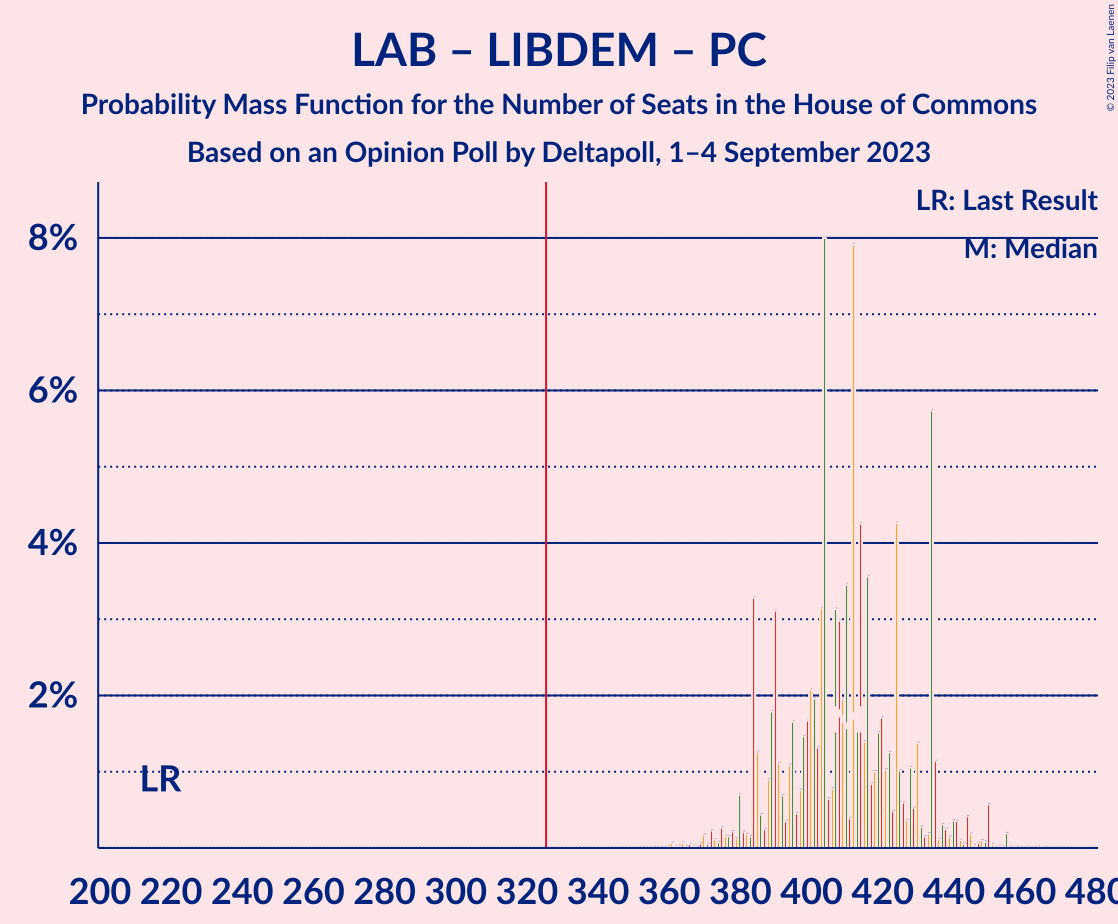 LAB – LIBDEM – PC
Probability Mass Function for the Number of Seats in the House of Commons
Based on an Opinion Poll by Deltapoll, 1–4 September 2023
© 2023 Filip van Laenen
LR: Last Result
M: Median
8%
6%
4%
2%
LR
200 220 240 260 280 300 320 340 360 380 400 420 440 460 480